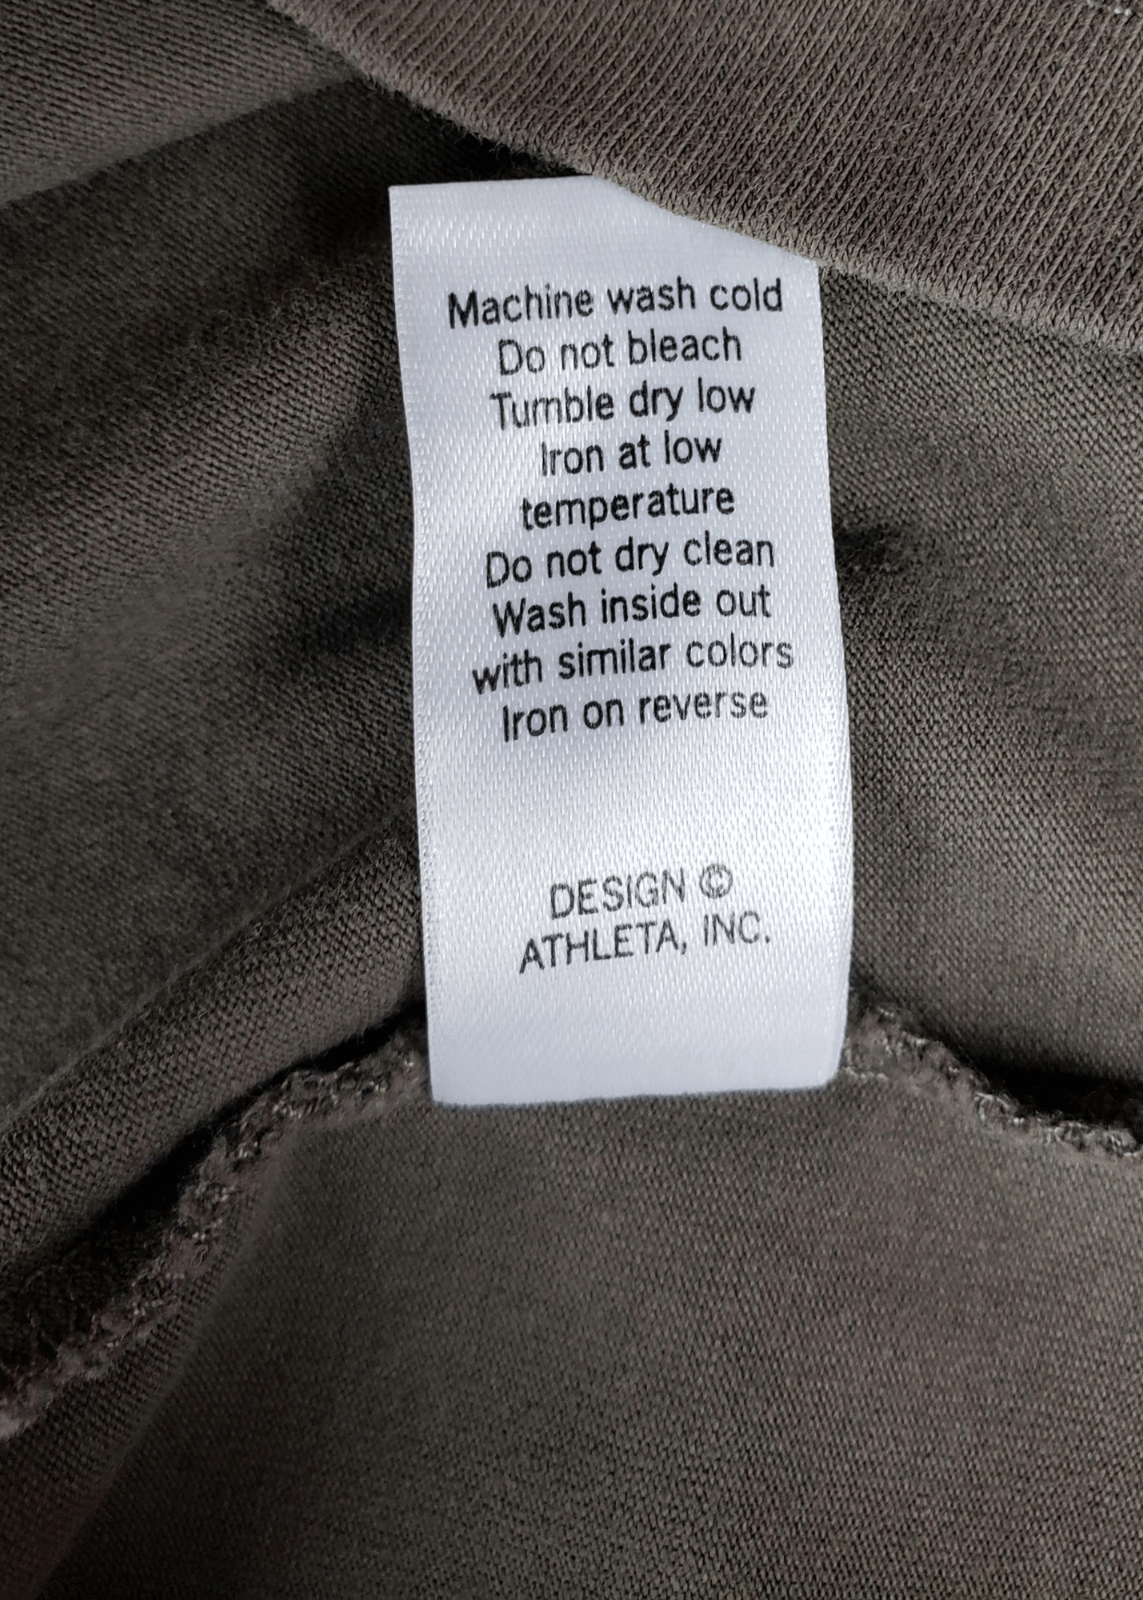 Machine wash cold
Do not bleach
Tumble dry low
Iron at low
temperature
Do not dry clean
Wash inside out
with similar colors
Iron on reverse
DESIGN ©
ATHLETA, INC.